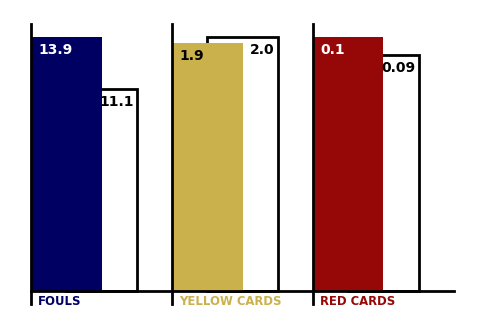 13.9
11.1
1.9
2.0
0.1
0.09
FOULS
YELLOW CARDS
RED CARDS